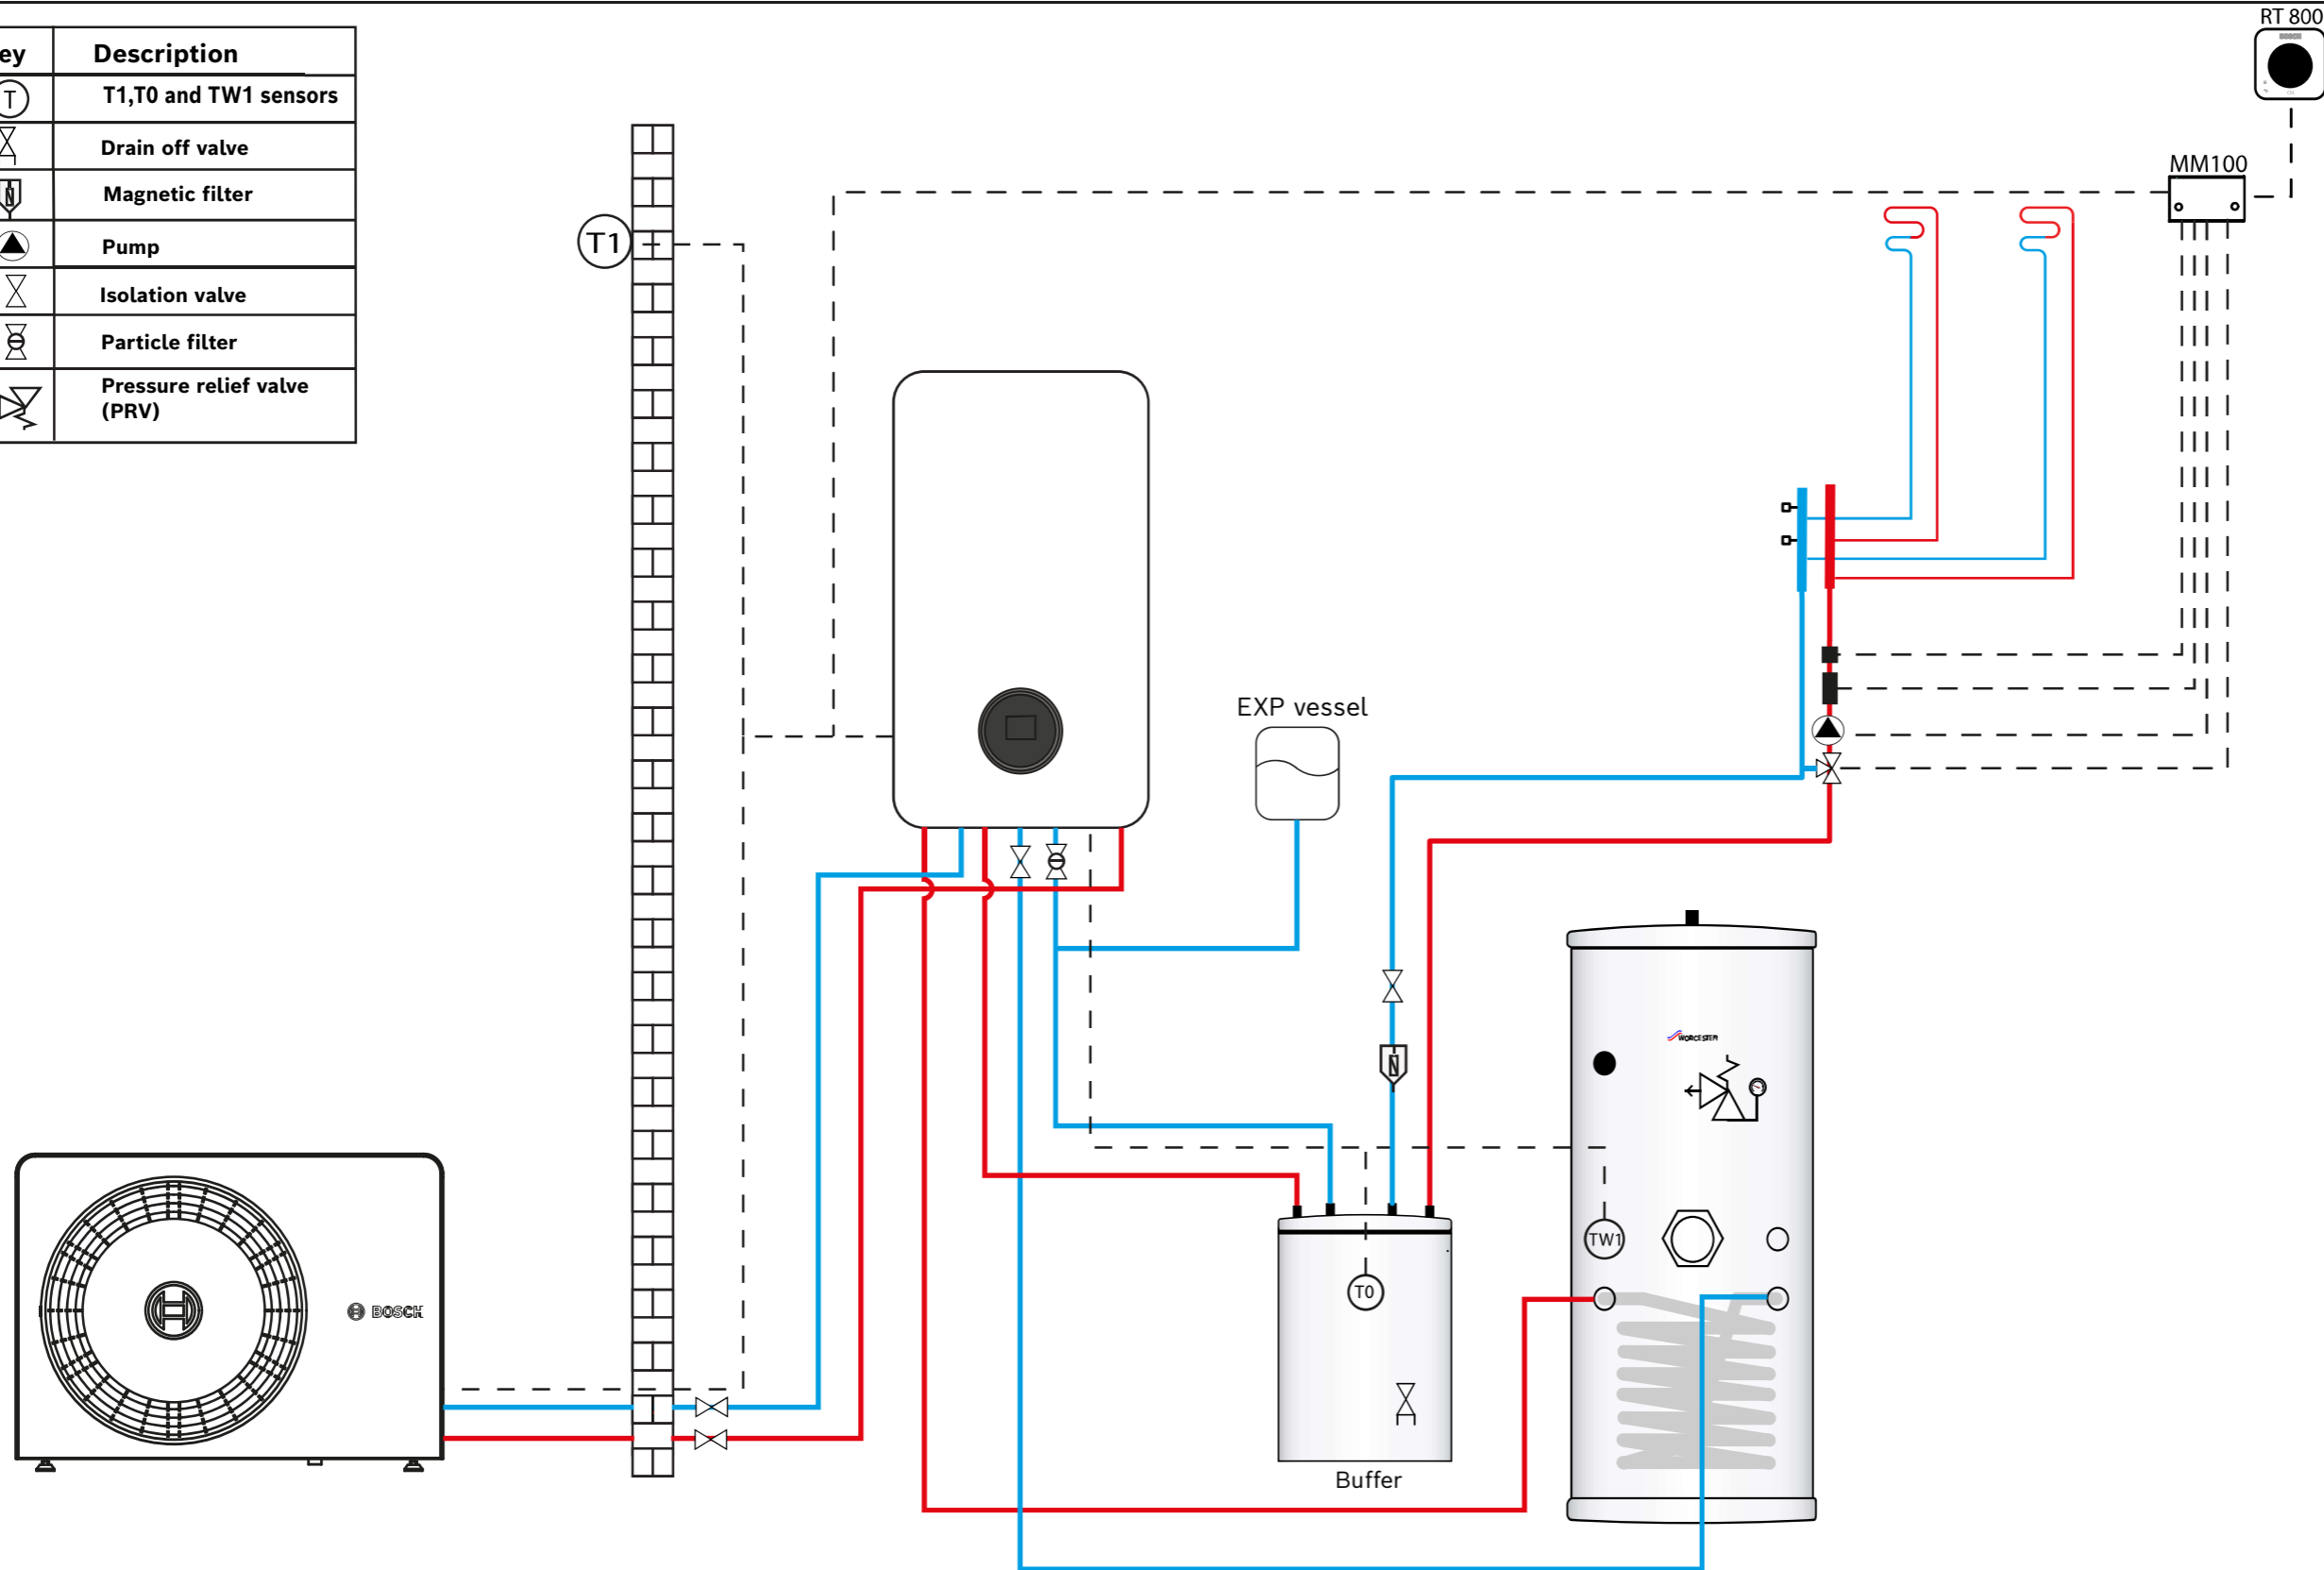 ey Description
T T1,T0 and TW1 sensors
Drain off valve
Magnetic filter
Pump
Isolation valve
Particle filter
Pressure relief valve
(PRV)
RT 800
MM100
T1
EXP vessel
WORCESTER
TW1
T0
BOSCH
Buffer